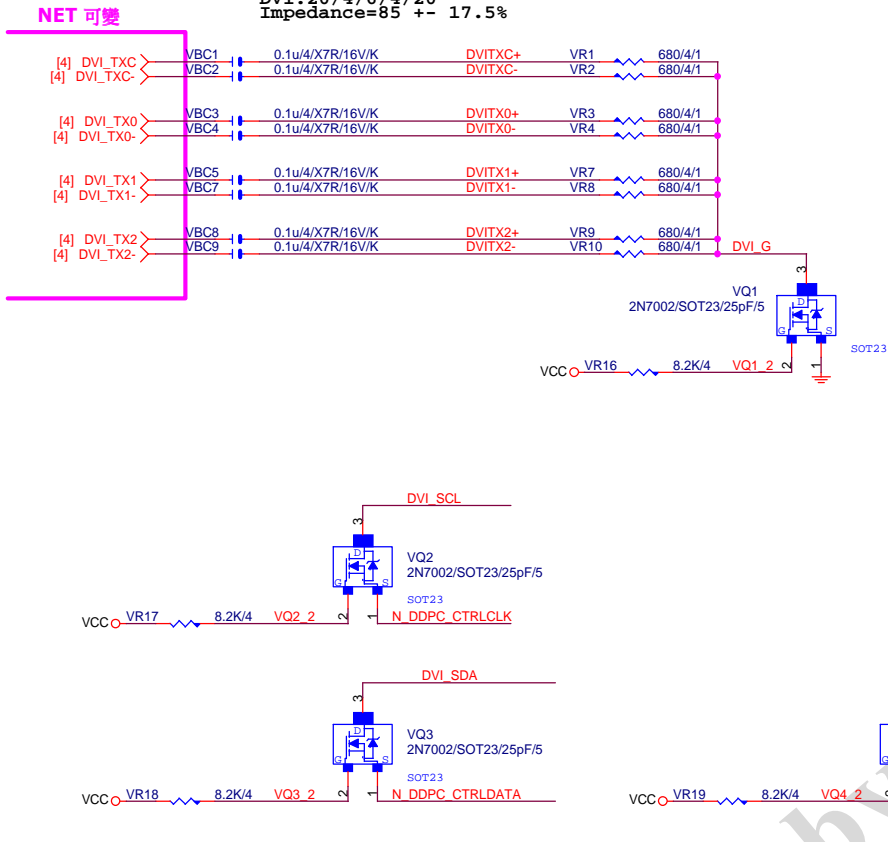 NET 可變
Impedance=85 +- 17.5%
[4] DVI_TXC VBC1 0.1u/4/X7R/16V/K DVITXC+ VR1 680/4/1
[4] DVI_TXC- VBC2 0.1u/4/X7R/16V/K DVITXC- VR2 680/4/1
[4] DVI_TX0 VBC3 0.1u/4/X7R/16V/K DVITX0+ VR3 680/4/1
[4] DVI_TX0- VBC4 0.1u/4/X7R/16V/K DVITX0- VR4 680/4/1
[4] DVI_TX1 VBC5 0.1u/4/X7R/16V/K DVITX1+ VR7 680/4/1
[4] DVI_TX1- VBC7 0.1u/4/X7R/16V/K DVITX1- VR8 680/4/1
[4] DVI_TX2 VBC8 0.1u/4/X7R/16V/K DVITX2+ VR9 680/4/1
[4] DVI_TX2- VBC9 0.1u/4/X7R/16V/K DVITX2- VR10 680/4/1 DVI_G
3
VQ1
2N7002/SOT23/25pF/5
D
G S
SOT23
VCC VR16 8.2K/4 VQ1_2 2 1
DVI_SCL
3
D
VQ2
2N7002/SOT23/25pF/5
G S
SOT23
VCC VR17 8.2K/4 VQ2_2 2 1 N_DDPC_CTRLCLK
DVI_SDA
3
D
VQ3
2N7002/SOT23/25pF/5
G S
G
SOT23
VCC VR18 8.2K/4 VQ3_2 2 1 N_DDPC_CTRLDATA
VCC VR19 8.2K/4 VQ4_2
by